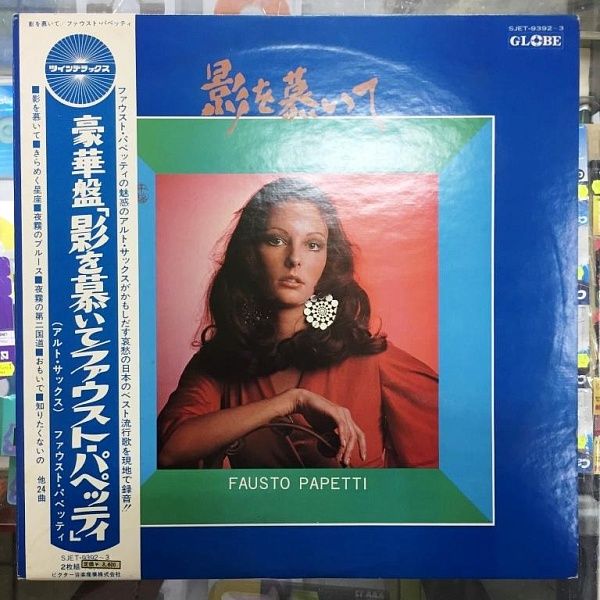 影を慕いて／ファウスト・パペッティ
ツインデラックス
豪華盤「影を慕いて/ファウスト・パペッティ」
(アルト・サックス) ファウスト・パペッティ
ファウスト・パペッティの魅惑のアルト・サックスがかもしだす哀愁の日本のベスト流行歌を現地で録音!!
■影を慕いて■きらめく星座■夜霧のブルース■夜霧の第二国道■おもいで■知りたくないの 他24曲
SJET-9392~3
2枚組 定価¥3,600
ビクター音楽産業株式会社
SJET-9392~3
GLOBE
影を慕いて
FAUSTO PAPETTI